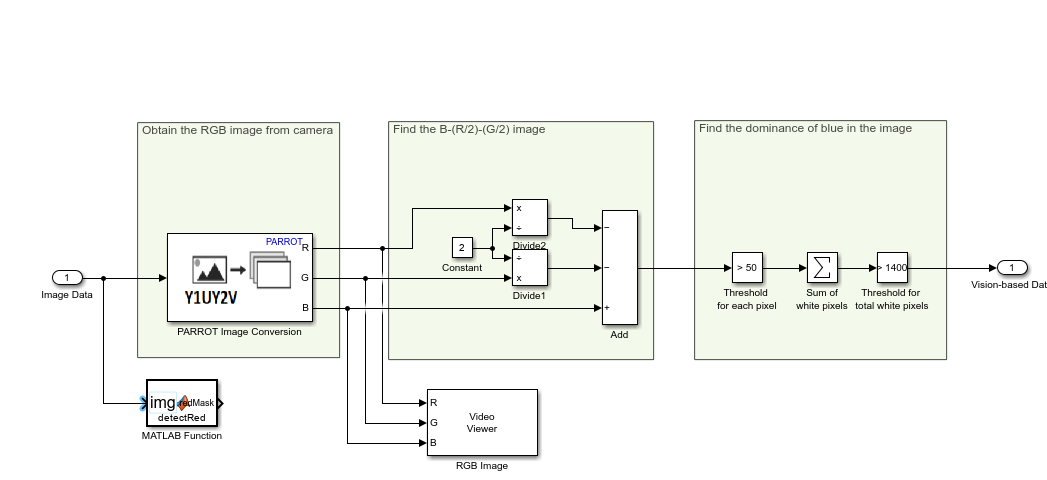 Obtain the RGB image from camera
Find the B-(R/2)-(G/2) image
Find the dominance of blue in the image
PARROT
R
G
B
Y1UY2V
PARROT Image Conversion
1
Image Data
2
Constant
x
÷
Divide2
÷
x
Divide1
−
−
+
Add
> 50
Threshold
for each pixel
∑
Sum of
white pixels
> 1400
Threshold for
total white pixels
1
Vision-based Dat
img
redMask
detectRed
MATLAB Function
R
G
B
Video
Viewer
RGB Image